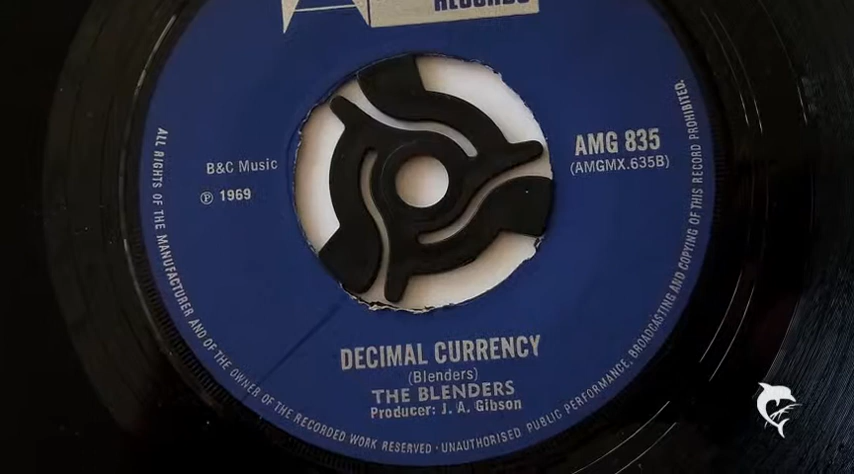 RECORDS
B&C Music
℗ 1969
AMG 835
(AMGMX.635B)
DECIMAL CURRENCY
(Blenders)
THE BLENDERS
Producer: J. A. Gibson
ALL RIGHTS OF THE MANUFACTURER AND OF THE OWNER OF THE RECORDED WORK RESERVED · UNAUTHORISED PUBLIC PERFORMANCE, BROADCASTING AND COPYING OF THIS RECORD PROHIBITED.